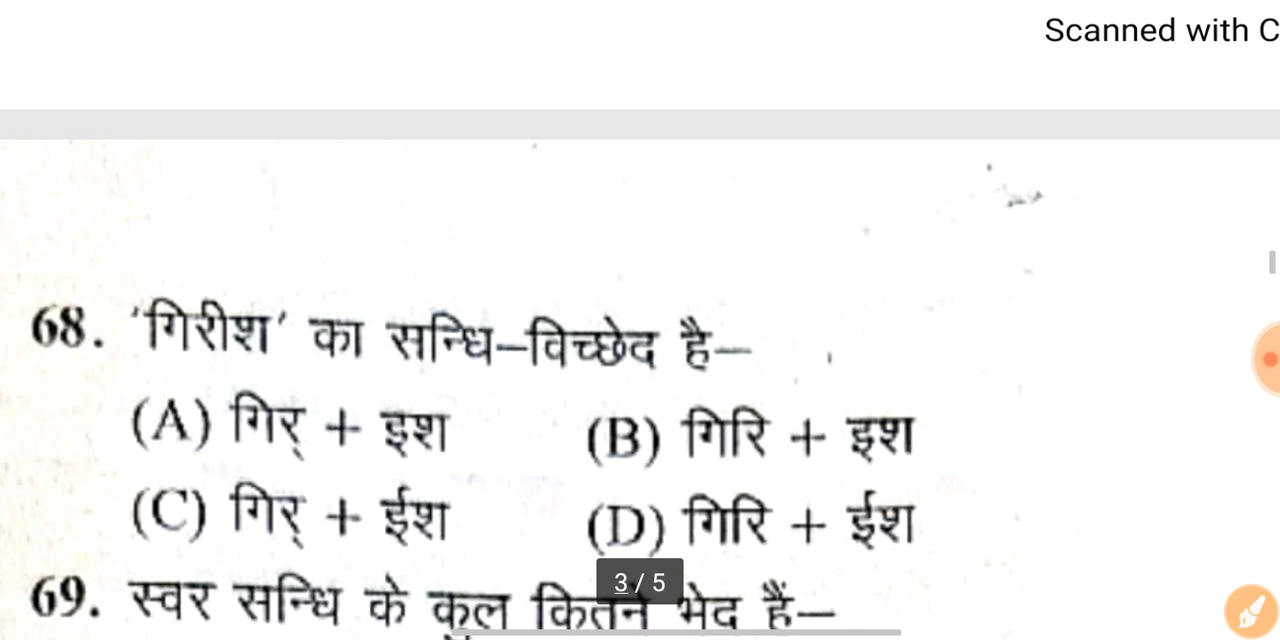 Scanned with C
68. 'गिरीश' का सन्धि–विच्छेद है—
(A) गिर् + इश (B) गिरि + इश
(C) गिर् + ईश (D) गिरि + ईश
3 / 5
69. स्वर सन्धि के कुल कितने भेद हैं—